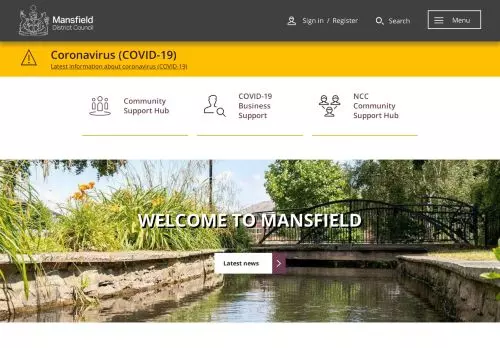 Mansfield
District Council
Sign in / Register
Search
Menu
Coronavirus (COVID-19)
Latest information about coronavirus (COVID-19)
Community
Support Hub
COVID-19
Business
Support
NCC
Community
Support Hub
WELCOME TO MANSFIELD
Latest news